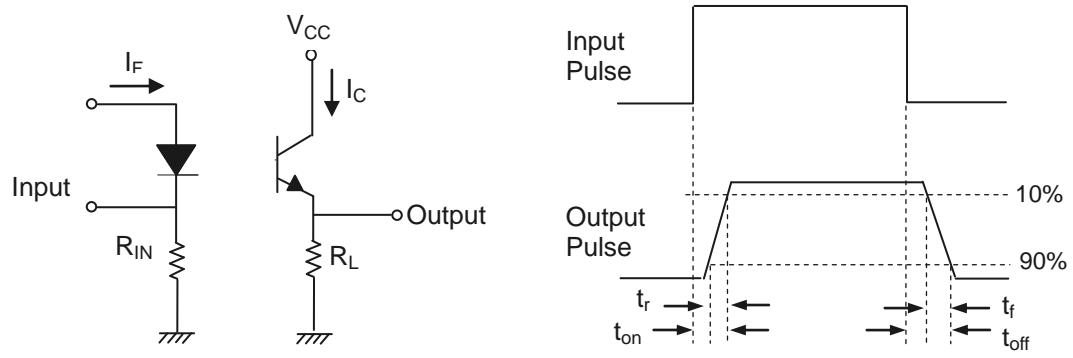 V_CC
I_F
I_C
Input
Output
R_IN
R_L
Input
Pulse
10%
Output
Pulse
90%
t_r
t_f
t_on
t_off